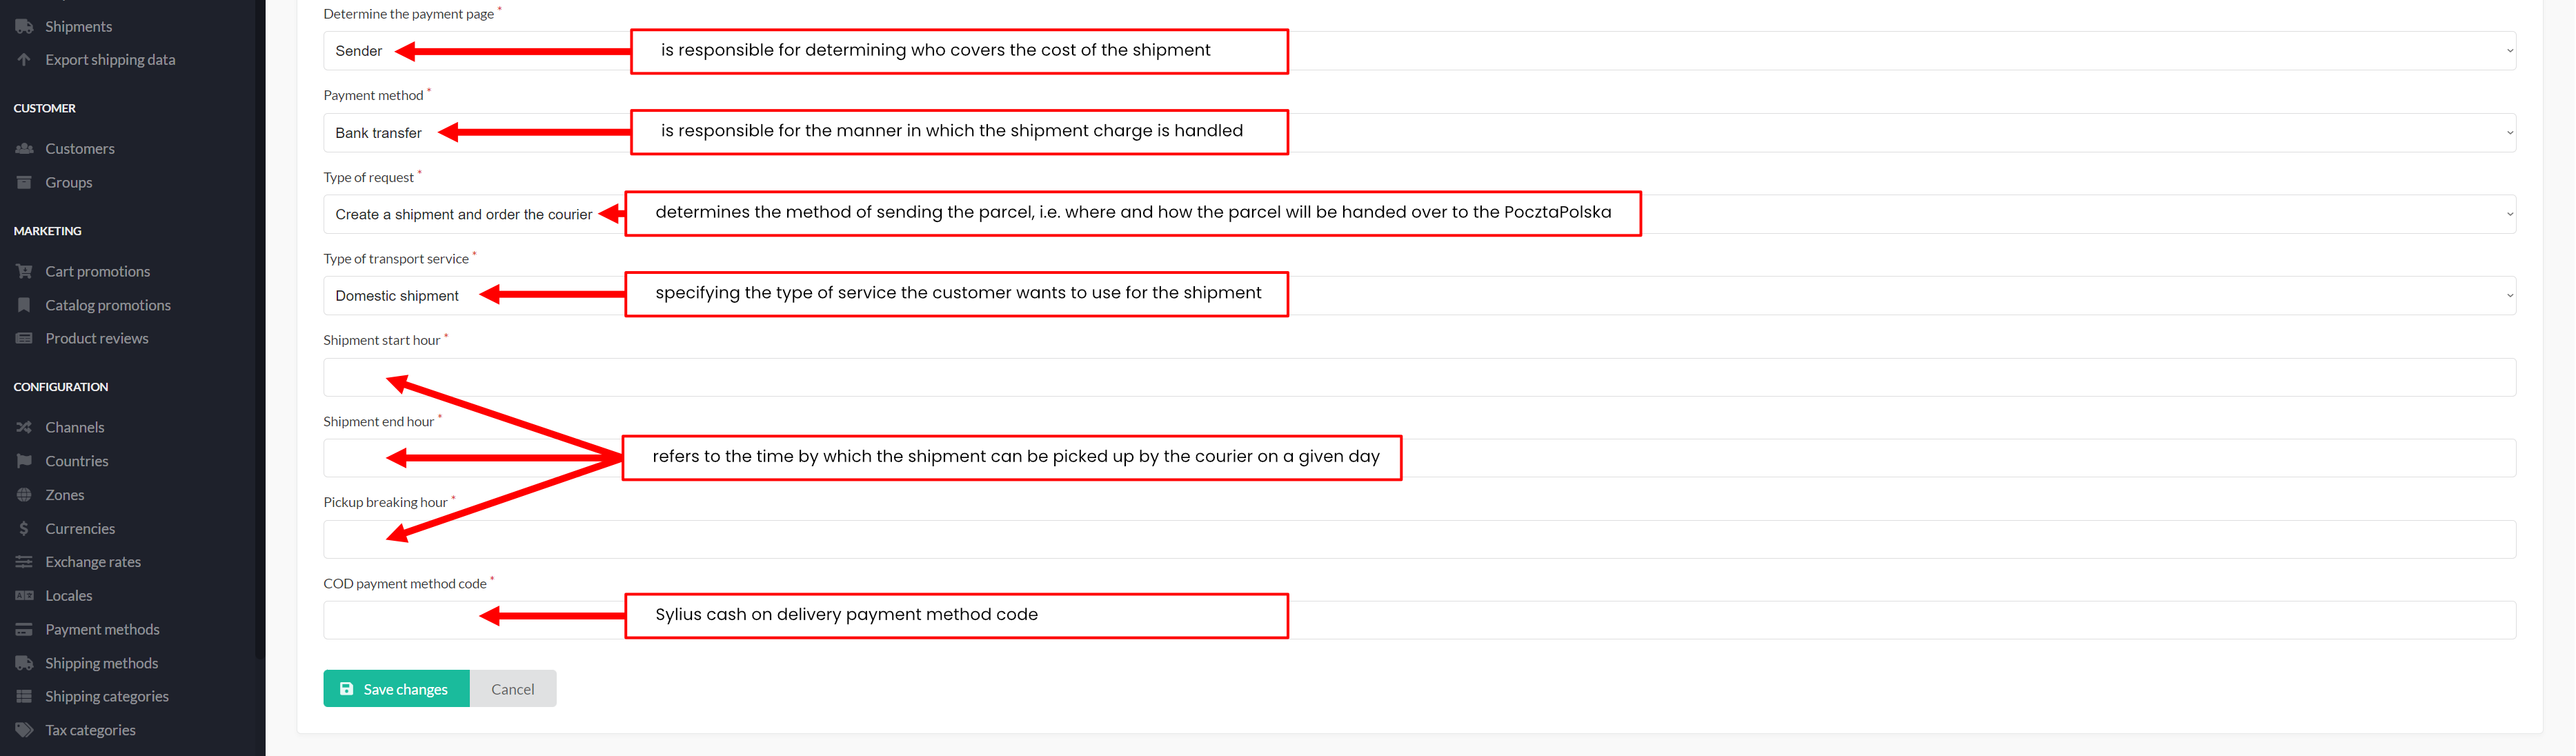 Shipments
Export shipping data
CUSTOMER
Customers
Groups
MARKETING
Cart promotions
Catalog promotions
Product reviews
CONFIGURATION
Channels
Countries
Zones
Currencies
Exchange rates
Locales
Payment methods
Shipping methods
Shipping categories
Tax categories
Determine the payment page *
Sender
is responsible for determining who covers the cost of the shipment
Payment method *
Bank transfer
is responsible for the manner in which the shipment charge is handled
Type of request *
Create a shipment and order the courier
determines the method of sending the parcel, i.e. where and how the parcel will be handed over to the PocztaPolska
Type of transport service *
Domestic shipment
specifying the type of service the customer wants to use for the shipment
Shipment start hour *
Shipment end hour *
refers to the time by which the shipment can be picked up by the courier on a given day
Pickup breaking hour *
COD payment method code *
Sylius cash on delivery payment method code
Save changes
Cancel